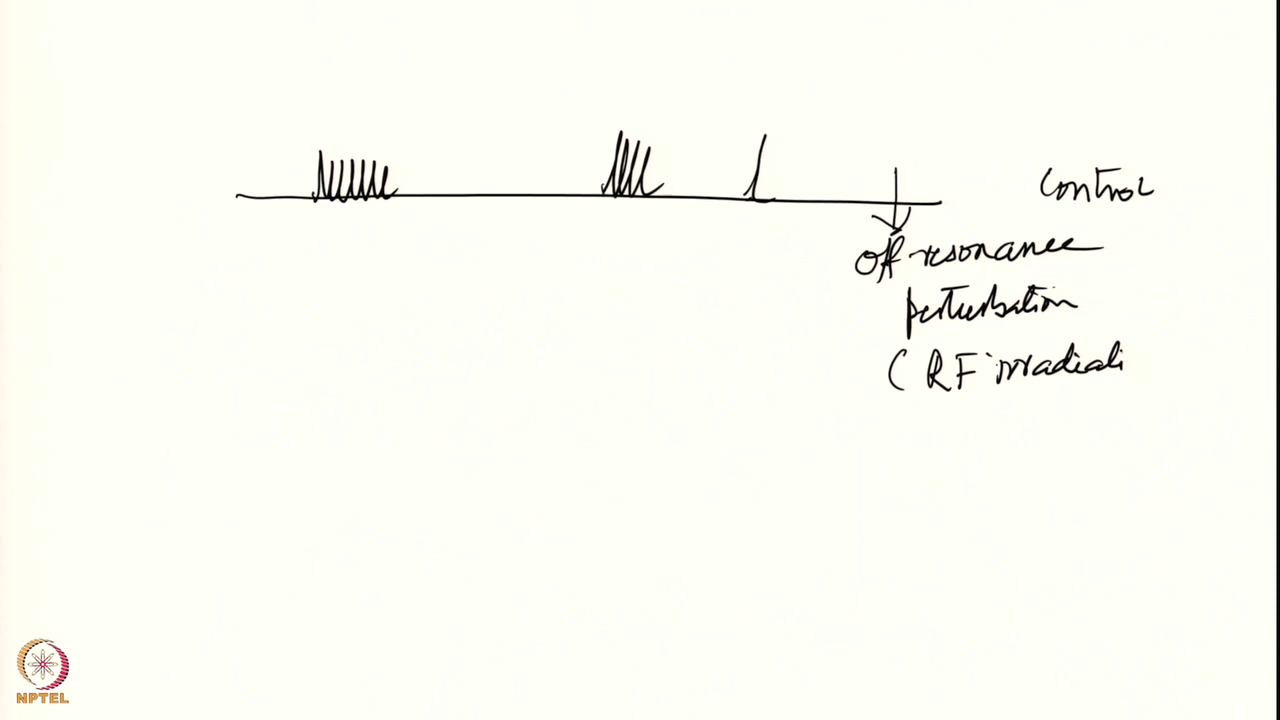 Control
Off-resonance
perturbation
( RF irradiati
NPTEL